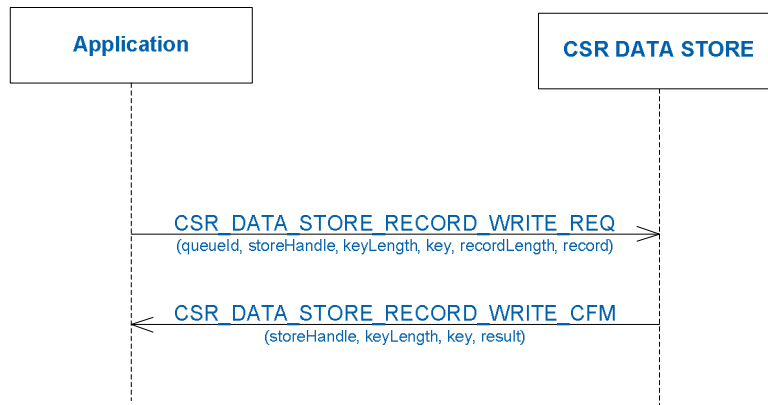 Application
CSR DATA STORE
CSR_DATA_STORE_RECORD_WRITE_REQ
(queueId, storeHandle, keyLength, key, recordLength, record)
CSR_DATA_STORE_RECORD_WRITE_CFM
(storeHandle, keyLength, key, result)